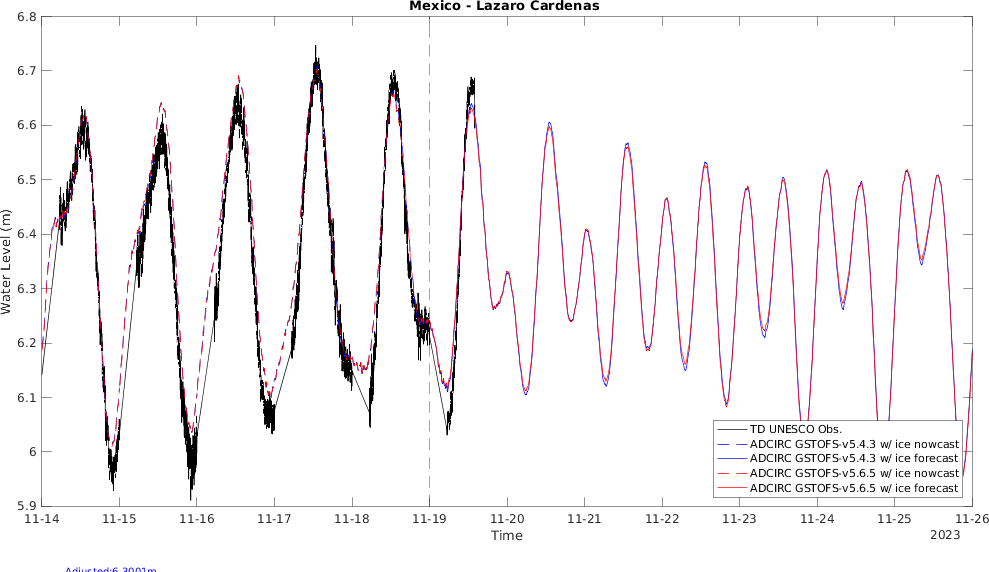 Mexico - Lazaro Cardenas
6.8
6.7
6.6
6.5
6.4
6.3
6.2
6.1
6
5.9
Water Level (m)
11-14
11-15
11-16
11-17
11-18
11-19
11-20
11-21
11-22
11-23
11-24
11-25
11-26
Time
2023
TD UNESCO Obs.
ADCIRC GSTOFS-v5.4.3 w/ ice nowcast
ADCIRC GSTOFS-v5.4.3 w/ ice forecast
ADCIRC GSTOFS-v5.6.5 w/ ice nowcast
ADCIRC GSTOFS-v5.6.5 w/ ice forecast
Adjusted:6.3001m